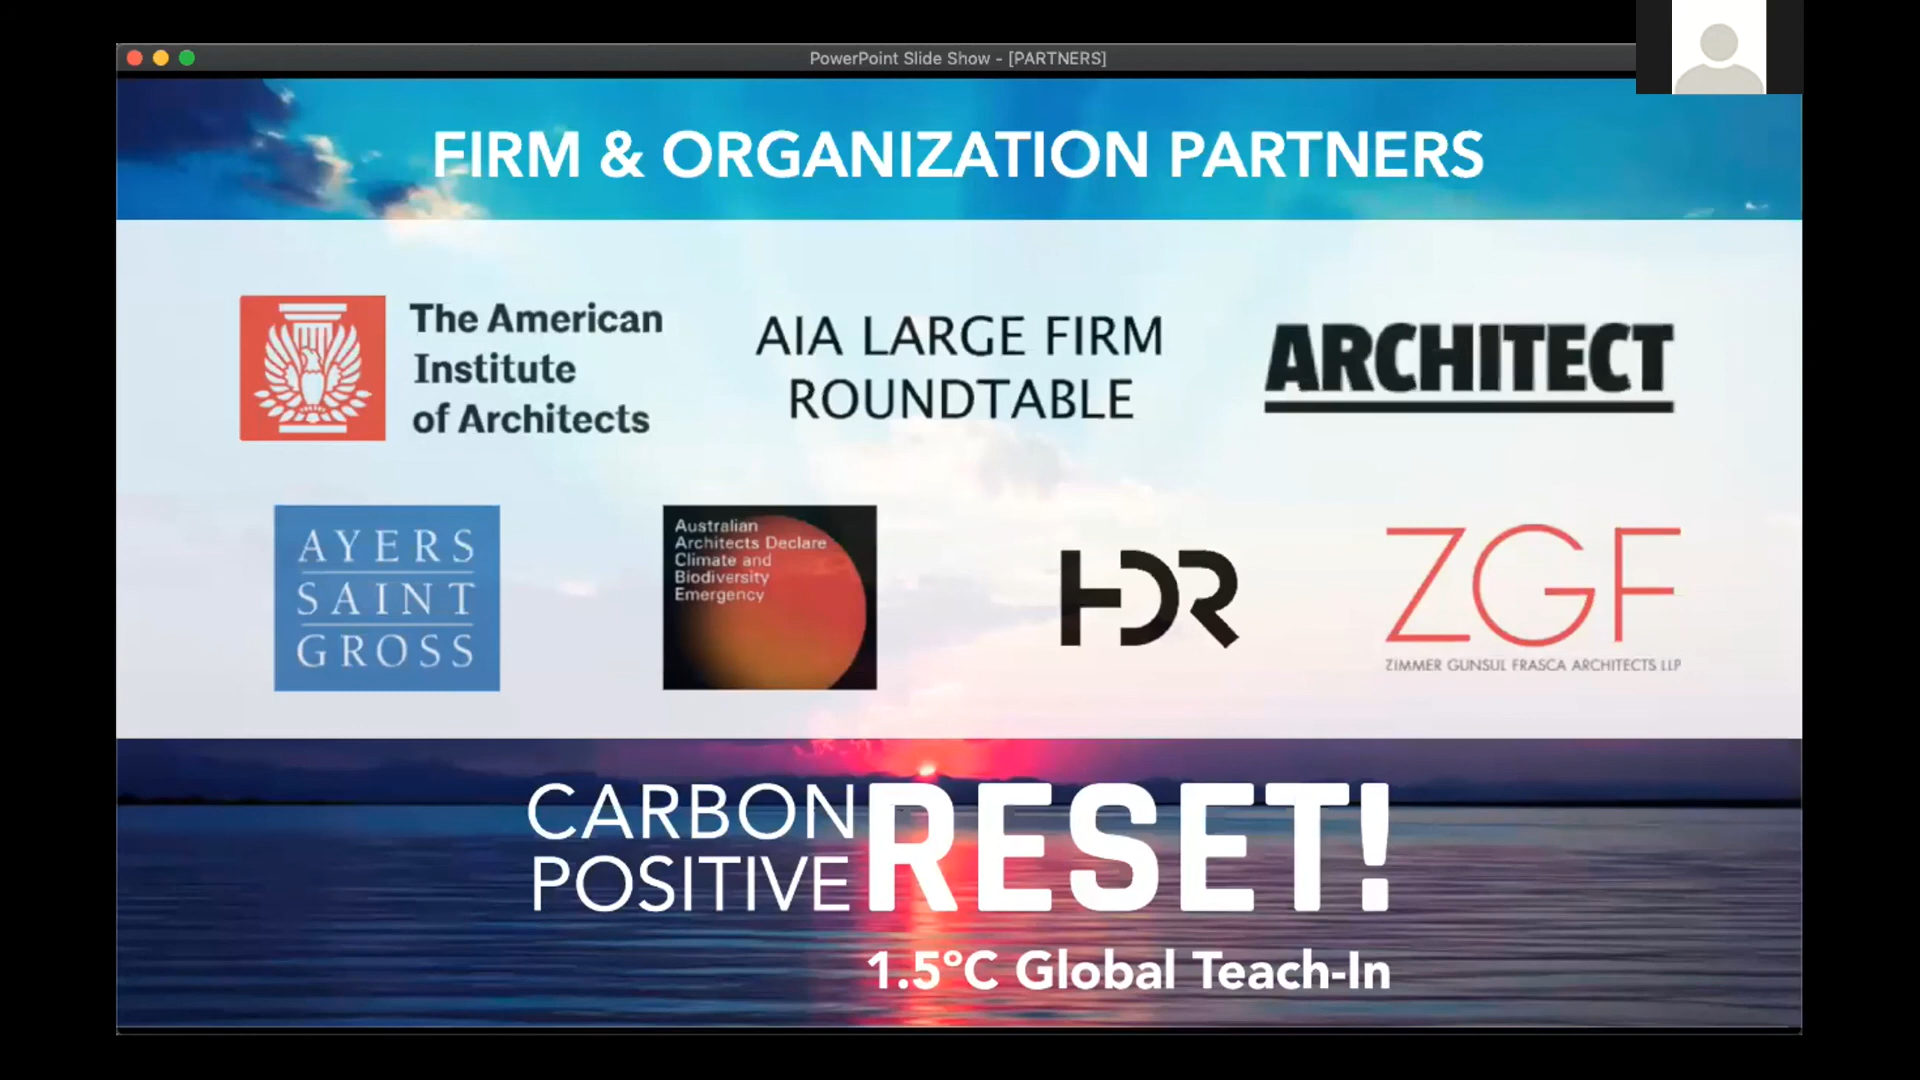 PowerPoint Slide Show - [PARTNERS]
FIRM & ORGANIZATION PARTNERS
The American
Institute
of Architects
AIA LARGE FIRM
ROUNDTABLE
ARCHITECT
AYERS
SAINT
GROSS
Australian
Architects Declare
Climate and
Biodiversity
Emergency
HDR
ZGF
ZIMMER GUNSUL FRASCA ARCHITECTS LLP
CARBON
POSITIVE
RESET!
1.5°C Global Teach-In